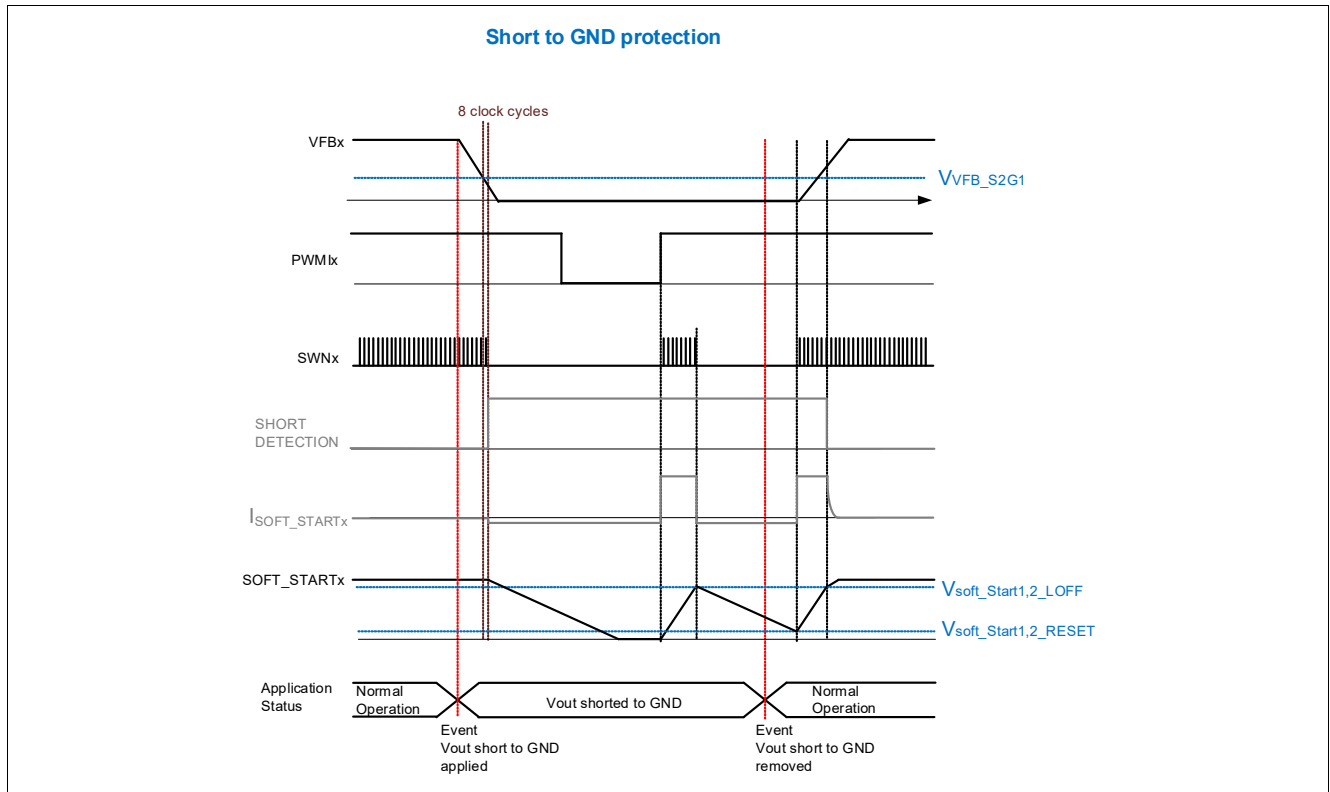 Short to GND protection
8 clock cycles
VFBx
VVFB_S2G1
PWMIx
SWNx
SHORT
DETECTION
ISOFT_STARTx
SOFT_STARTx
Vsoft_Start1,2_LOFF
Vsoft_Start1,2_RESET
Application
Status
Normal
Operation
Vout shorted to GND
Normal
Operation
Event
Vout short to GND
applied
Event
Vout short to GND
removed